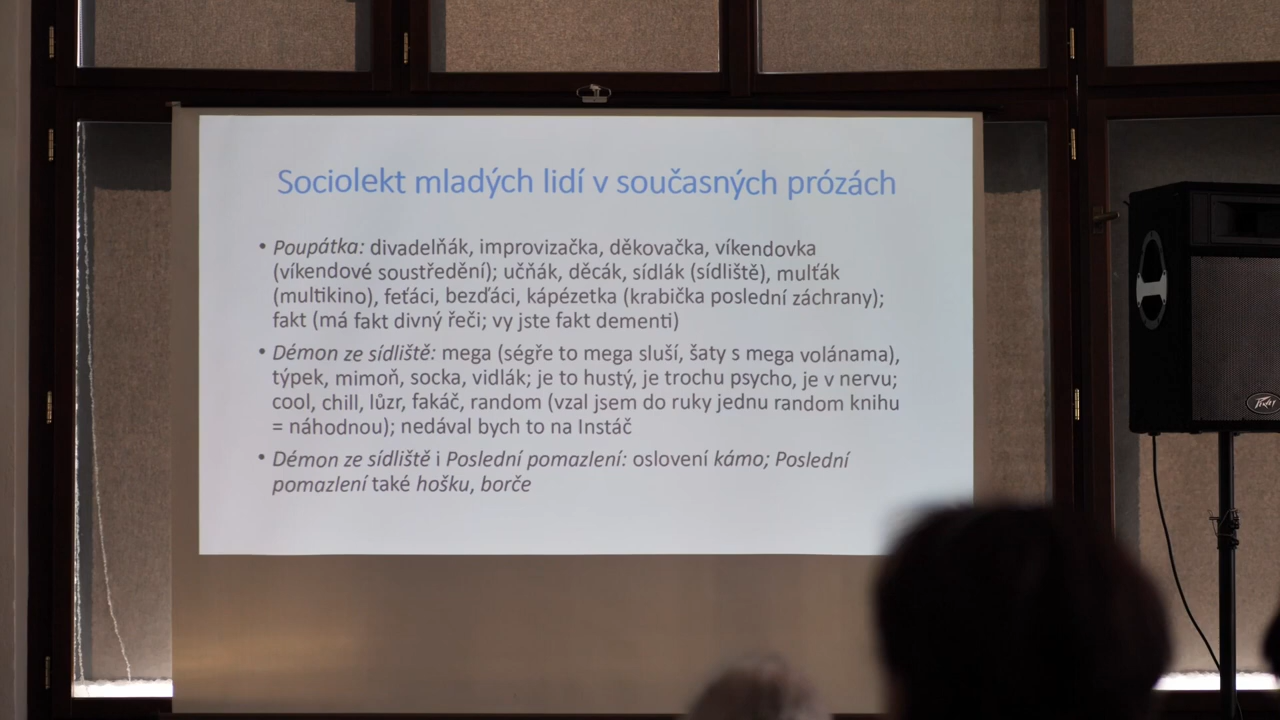 Sociolekt mladých lidí v současných prózách
• Poupátka: divadelňák, improvizačka, děkovačka, víkendovka
(víkendové soustředění); učňák, děcák, sídlák (sídliště), mulťák
(multikino), feťáci, bezďáci, kápézetka (krabička poslední záchrany);
fakt (má fakt divný řeči; vy jste fakt dementi)
• Démon ze sídliště: mega (ségře to mega sluší, šaty s mega volánama),
týpek, mimoň, socka, vidlák; je to hustý, je trochu psycho, je v nervu;
cool, chill, lůzr, fakáč, random (vzal jsem do ruky jednu random knihu
= náhodnou); nedával bych to na Instáč
• Démon ze sídliště i Poslední pomazlení: oslovení kámo; Poslední
pomazlení také hošku, borče
Peavey